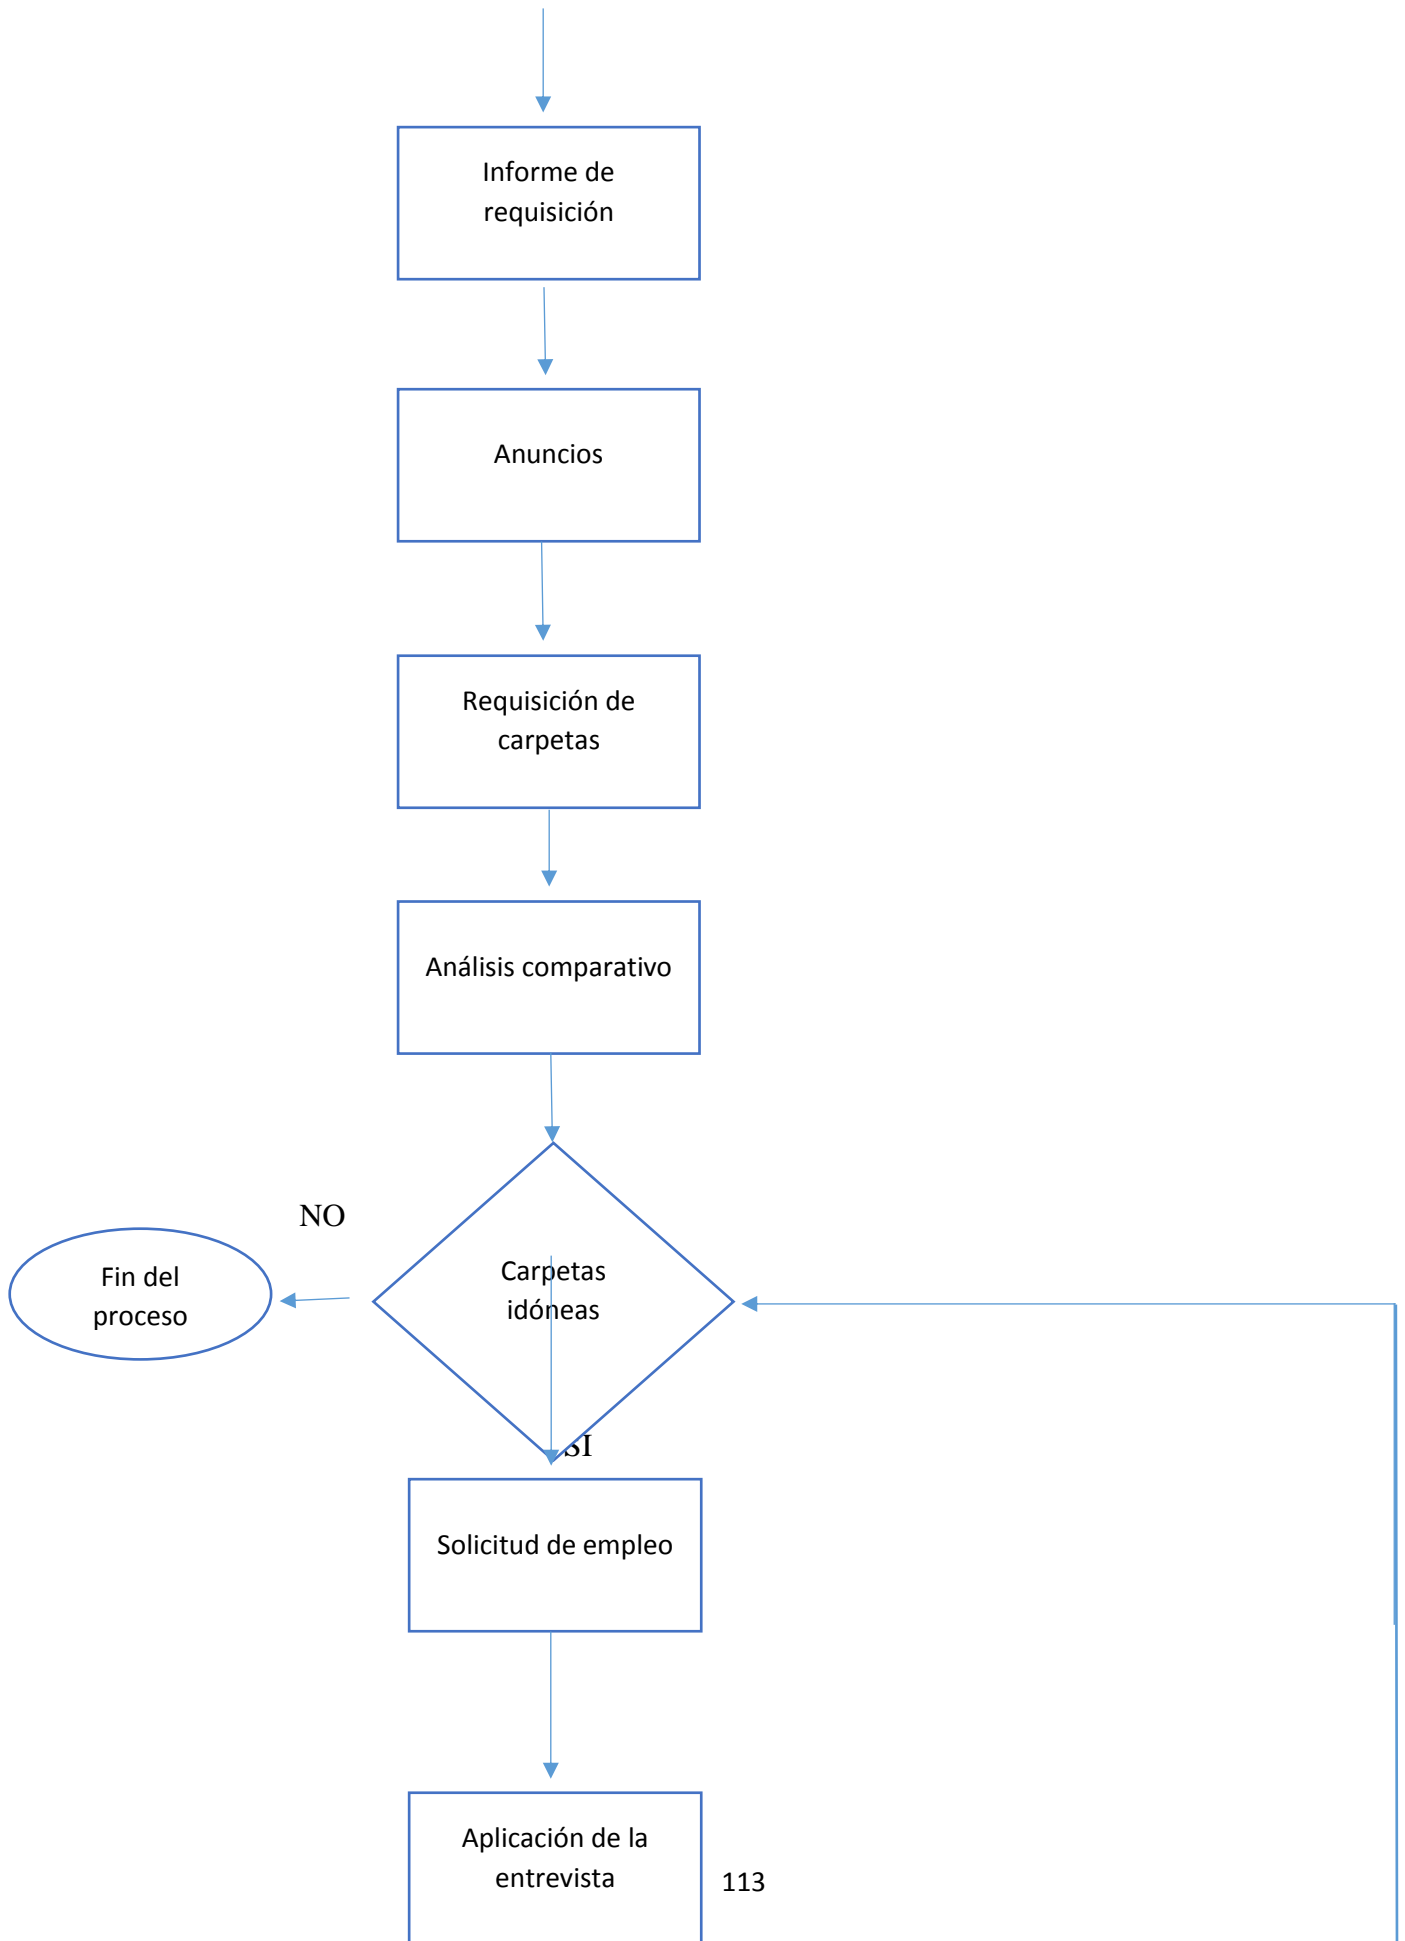 Informe de
requisición
Anuncios
Requisición de
carpetas
Análisis comparativo
NO
Fin del
proceso
Carpetas
idóneas
SI
Solicitud de empleo
Aplicación de la
entrevista
113